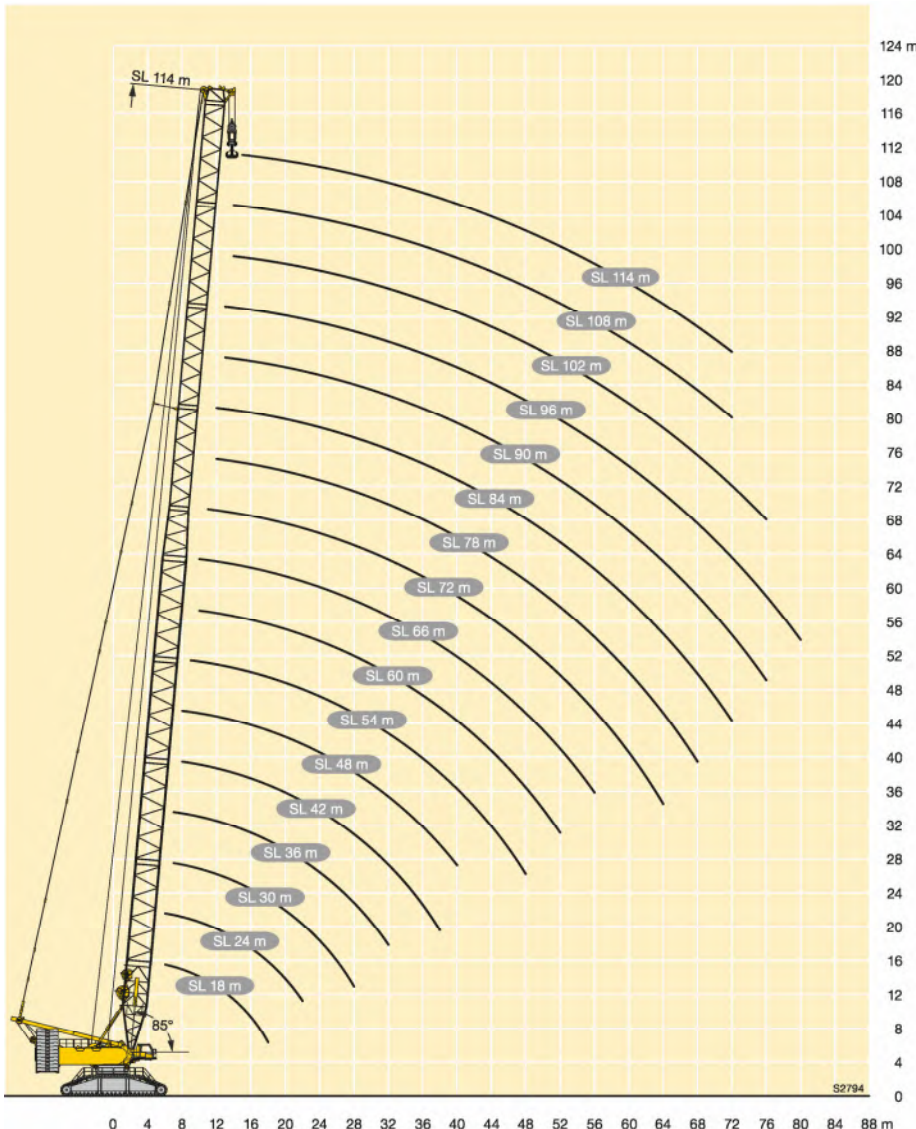 124 m
SL 114 m
120
116
112
108
104
100
SL 114 m
96
92
SL 108 m
88
SL 102 m
84
SL 96 m
80
76
SL 90 m
72
SL 84 m
68
SL 78 m
64
60
SL 72 m
56
SL 66 m
52
SL 60 m
48
SL 54 m
44
40
SL 48 m
36
SL 42 m
32
28
SL 36 m
24
SL 30 m
20
SL 24 m
16
SL 18 m
12
8
85°
4
S2794
0
0 4 8 12 16 20 24 28 32 36 40 44 48 52 56 60 64 68 72 76 80 84 88 m